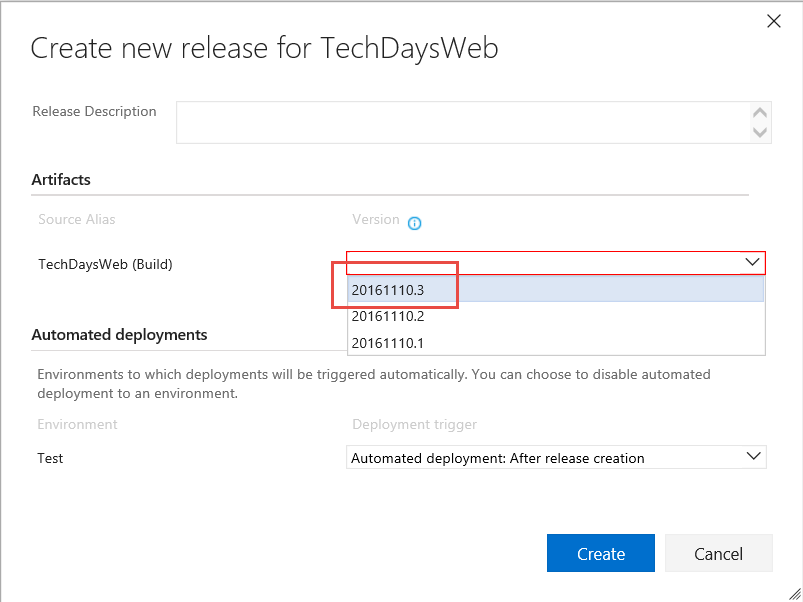 Create new release for TechDaysWeb
Release Description
Artifacts
Source Alias
Version
TechDaysWeb (Build)
20161110.3
20161110.2
20161110.1
Automated deployments
Environments to which deployments will be triggered automatically. You can choose to disable automated
deployment to an environment.
Environment
Deployment trigger
Test
Automated deployment: After release creation
Create
Cancel